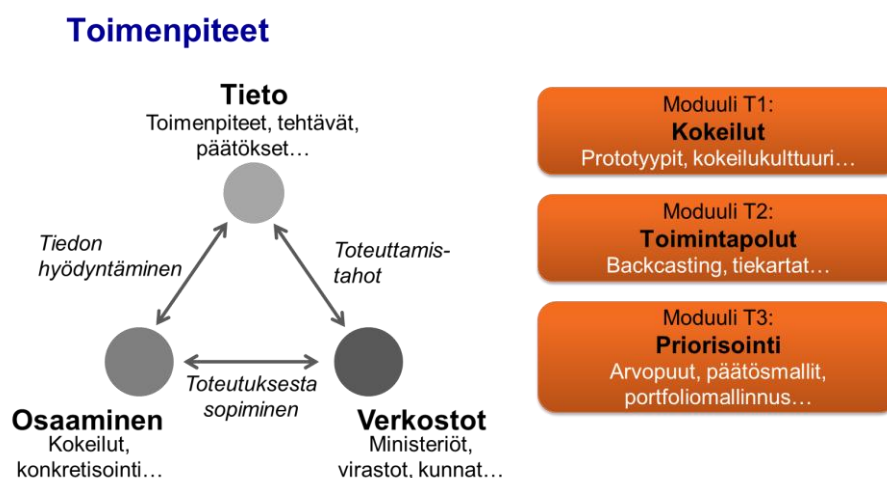 Toimenpiteet
Tieto
Toimenpiteet, tehtävät,
päätökset…
Tiedon
hyödyntäminen
Toteuttamis-
tahot
Toteutuksesta
sopiminen
Osaaminen
Kokeilut,
konkretisointi…
Verkostot
Ministeriöt,
virastot, kunnat…
Moduuli T1:
Kokeilut
Prototyypit, kokeilukulttuuri…
Moduuli T2:
Toimintapolut
Backcasting, tiekartat…
Moduuli T3:
Priorisointi
Arvopuut, päätösmallit,
portfoliomallinnus…